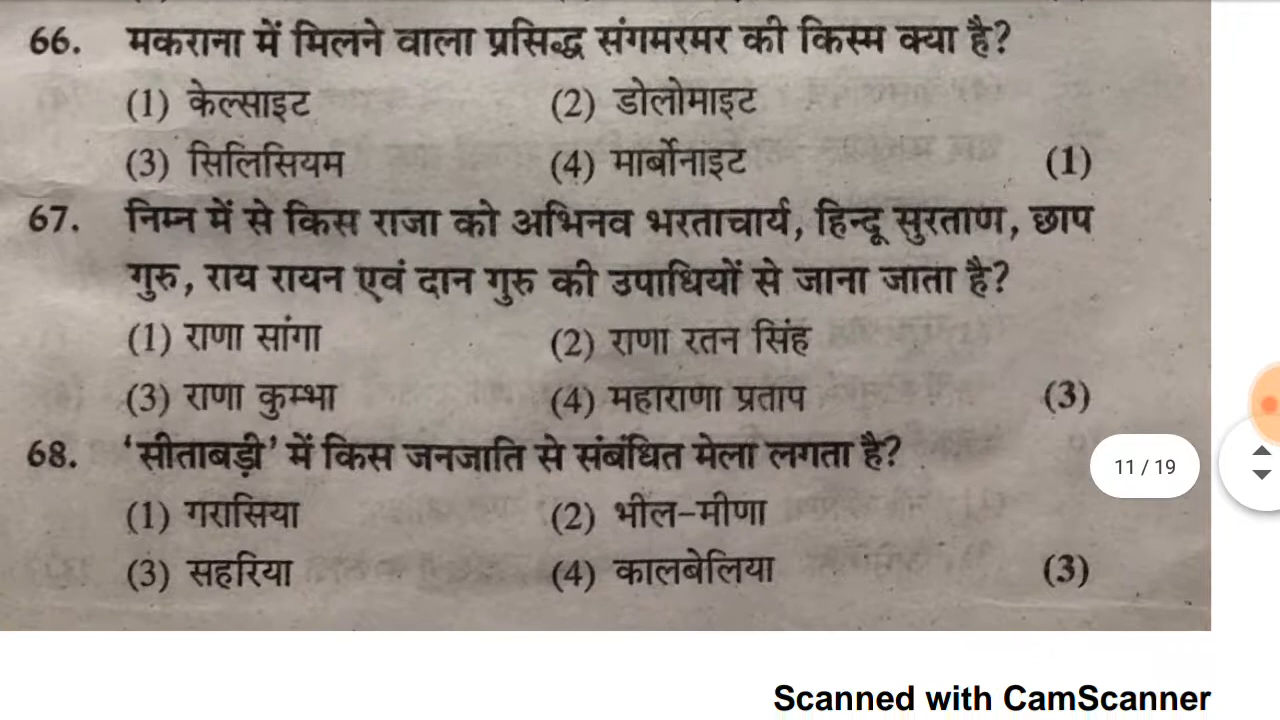 66. मकराना में मिलने वाला प्रसिद्ध संगमरमर की किस्म क्या है?
(1) केल्साइट (2) डोलोमाइट
(3) सिलिसियम (4) मार्बोनाइट (1)
67. निम्न में से किस राजा को अभिनव भरताचार्य, हिन्दू सुरताण, छाप
गुरु, राय रायन एवं दान गुरु की उपाधियों से जाना जाता है?
(1) राणा सांगा (2) राणा रतन सिंह
(3) राणा कुम्भा (4) महाराणा प्रताप (3)
68. 'सीताबड़ी' में किस जनजाति से संबंधित मेला लगता है?
(1) गरासिया (2) भील-मीणा
(3) सहरिया (4) कालबेलिया (3)
11 / 19
Scanned with CamScanner